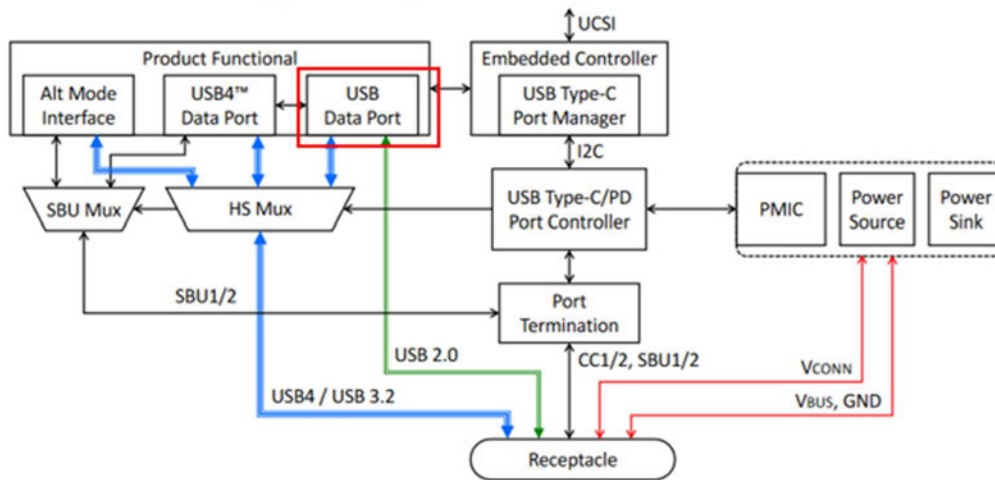 UCSI
Product Functional
Embedded Controller
Alt Mode
Interface
USB4™
Data Port
USB
Data Port
USB Type-C
Port Manager
I2C
SBU Mux
HS Mux
USB Type-C/PD
Port Controller
PMIC
Power
Source
Power
Sink
SBU1/2
Port
Termination
USB 2.0
CC1/2, SBU1/2
VCONN
USB4 / USB 3.2
VBUS, GND
Receptacle